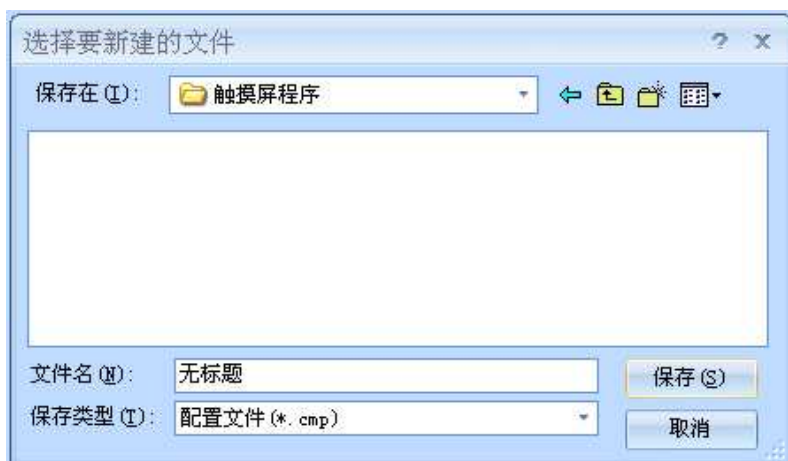 选择要新建的文件
保存在(I): 触摸屏程序
文件名(N): 无标题 保存(S)
保存类型(T): 配置文件(*.cmp) 取消